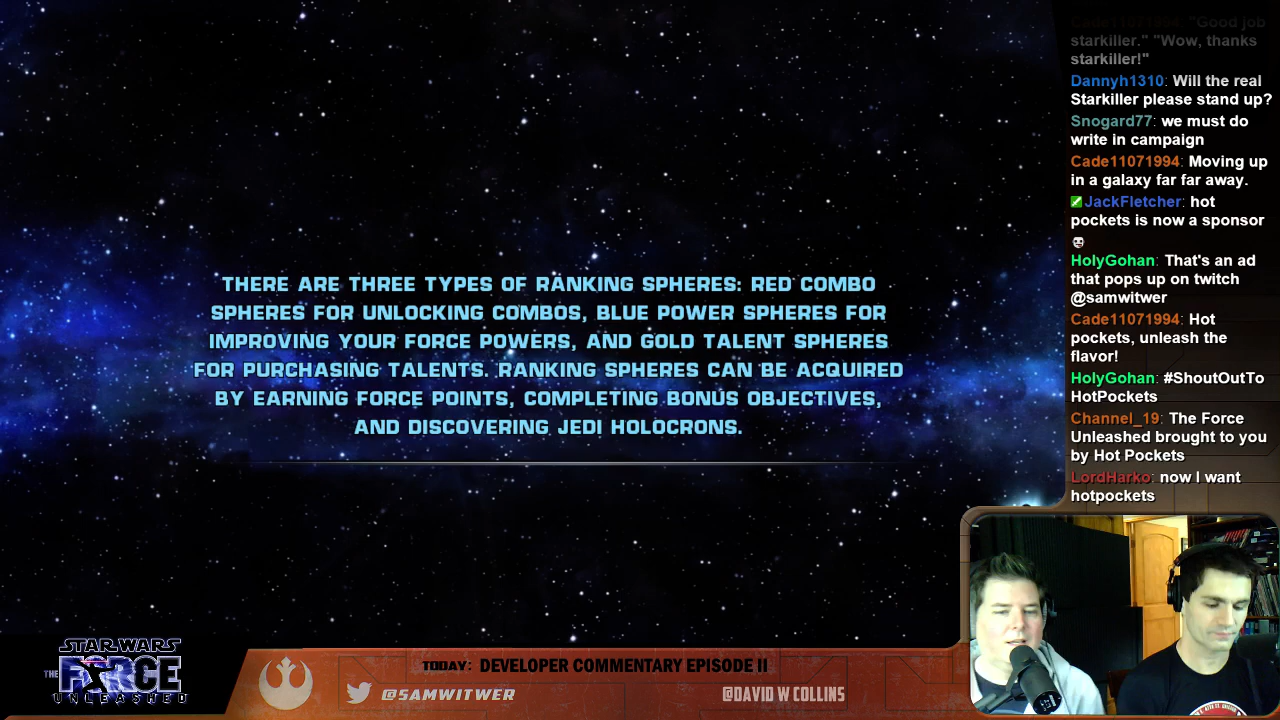 THERE ARE THREE TYPES OF RANKING SPHERES: RED COMBO
SPHERES FOR UNLOCKING COMBOS, BLUE POWER SPHERES FOR
IMPROVING YOUR FORCE POWERS, AND GOLD TALENT SPHERES
FOR PURCHASING TALENTS. RANKING SPHERES CAN BE ACQUIRED
BY EARNING FORCE POINTS, COMPLETING BONUS OBJECTIVES,
AND DISCOVERING JEDI HOLOCRONS.
Cade11071994: "Good job
starkiller." "Wow, thanks
starkiller!"
Dannyh1310: Will the real
Starkiller please stand up?
Snogard77: we must do
write in campaign
Cade11071994: Moving up
in a galaxy far far away.
JackFletcher: hot
pockets is now a sponsor
HolyGohan: That's an ad
that pops up on twitch
@samwitwer
Cade11071994: Hot
pockets, unleash the
flavor!
HolyGohan: #ShoutOutTo
HotPockets
Channel_19: The Force
Unleashed brought to you
by Hot Pockets
LordHarko: now I want
hotpockets
STAR WARS
THE FORCE
UNLEASHED
TODAY: DEVELOPER COMMENTARY EPISODE II
@SAMWITWER
@DAVID W COLLINS